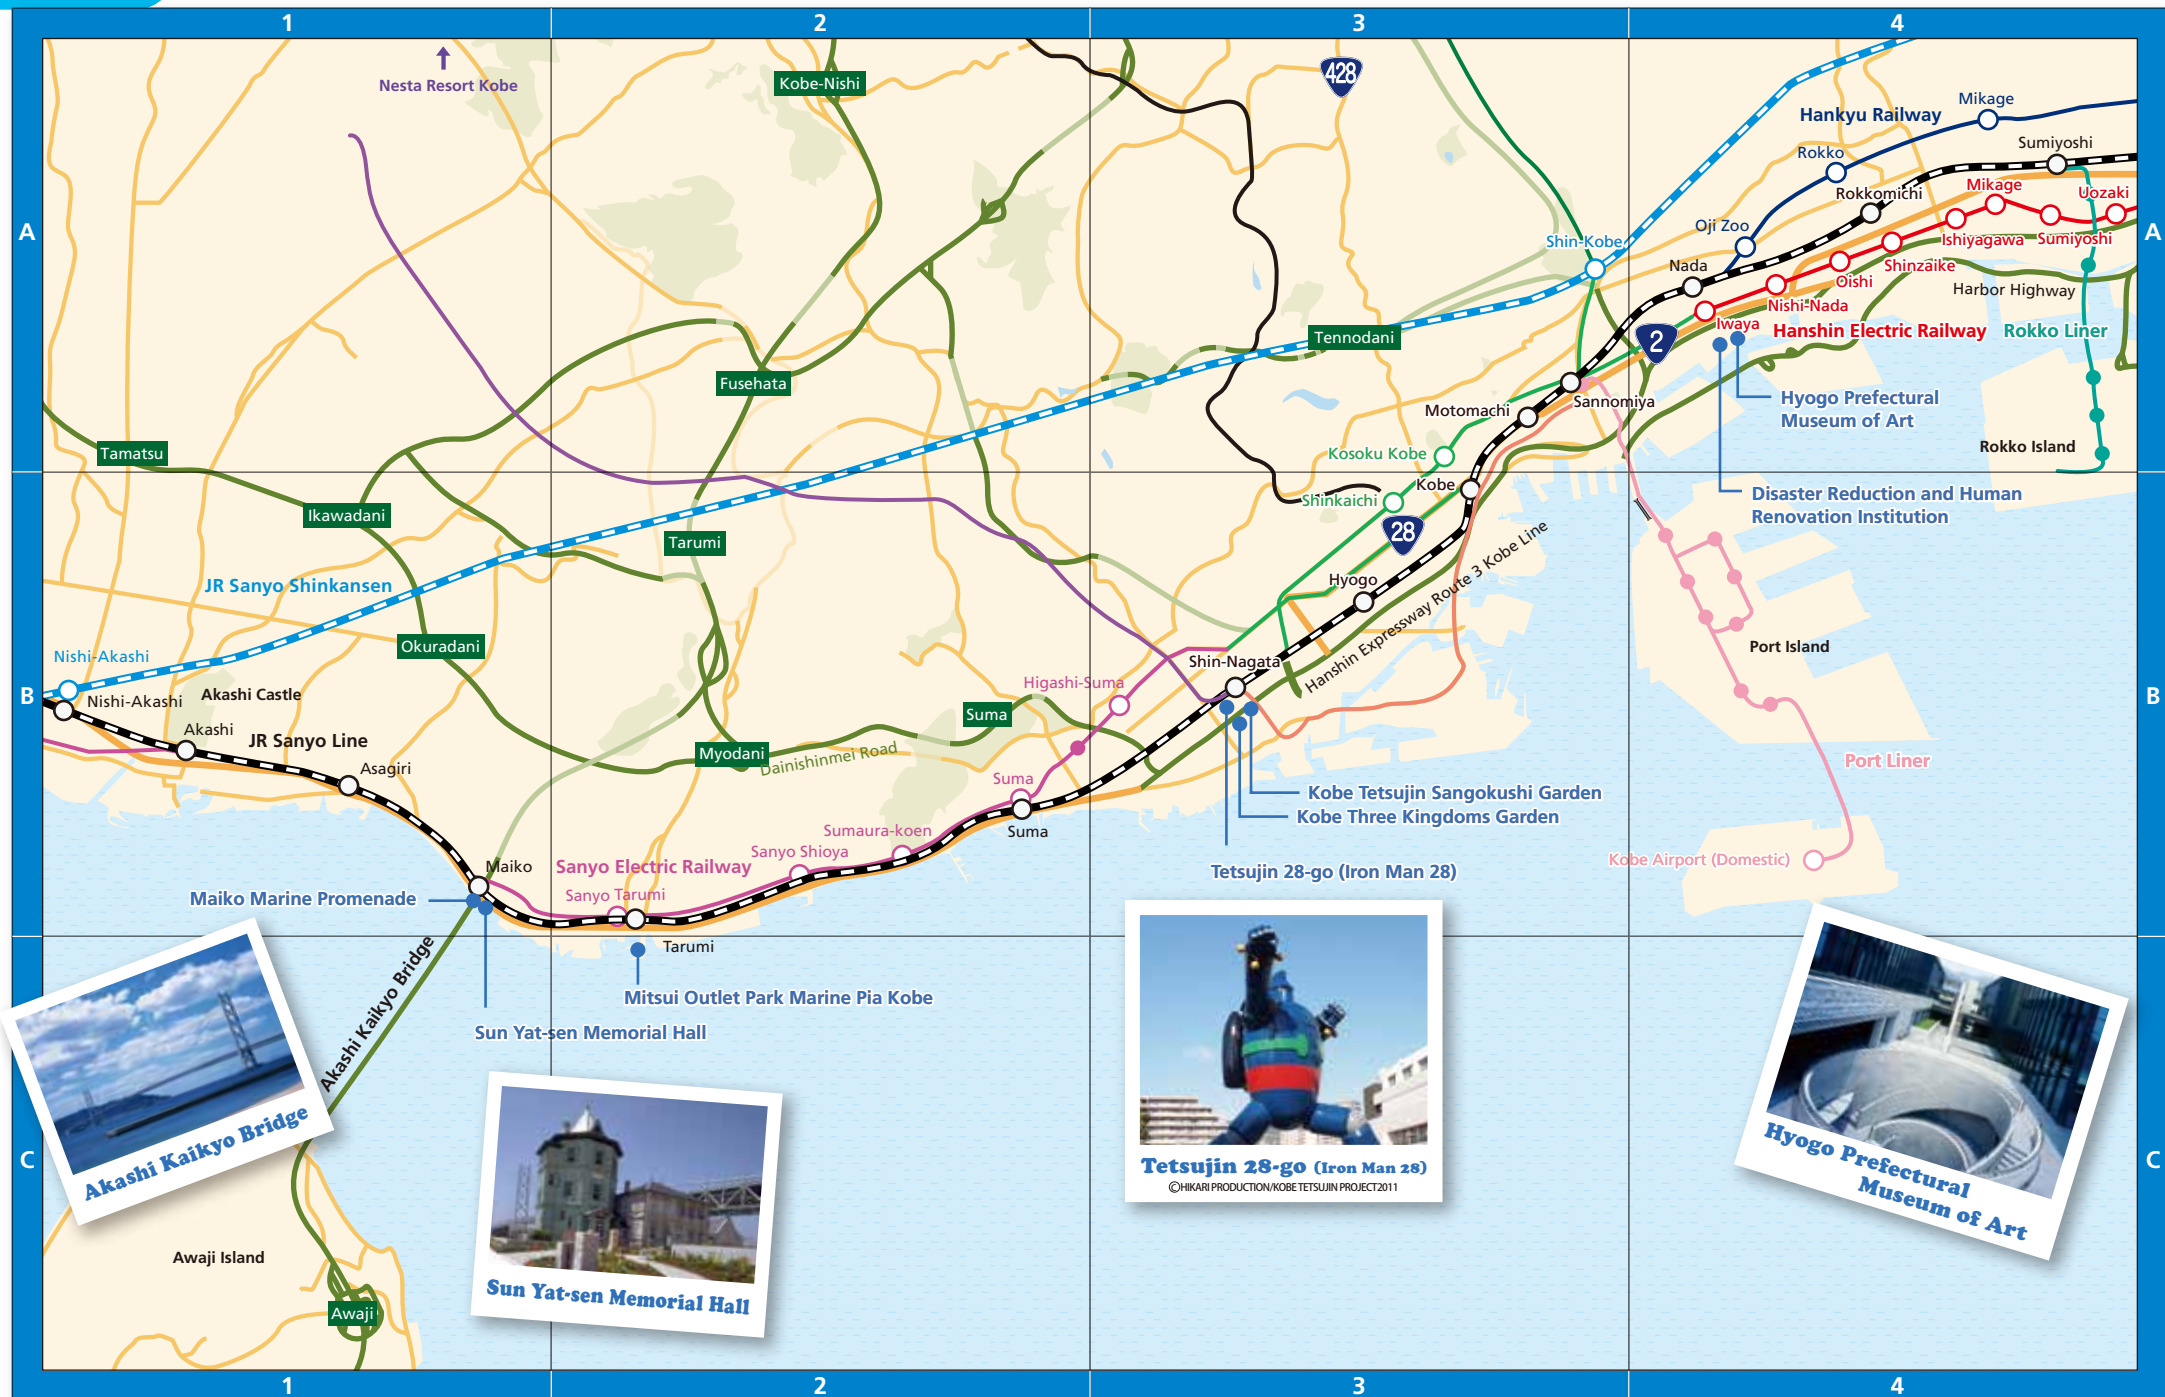 1
2
3
4
A
A
B
B
C
C
1
2
3
4
Nesta Resort Kobe
Kobe-Nishi
428
Hankyu Railway
Mikage
Sumiyoshi
Rokko
Rokkomichi
Mikage
Uozaki
Oji Zoo
Ishiyagawa
Sumiyoshi
Shin-Kobe
Nada
Shinzaike
Oishi
Harbor Highway
Nishi-Nada
Iwaya
Hanshin Electric Railway
Rokko Liner
2
Tennodani
Fusehata
Sannomiya
Motomachi
Hyogo Prefectural
Museum of Art
Rokko Island
Kosoku Kobe
Tamatsu
Kobe
Shinkaichi
Disaster Reduction and Human
Renovation Institution
Ikawadani
28
Tarumi
Hanshin Expressway Route 3 Kobe Line
JR Sanyo Shinkansen
Hyogo
Okuradani
Port Island
Nishi-Akashi
Nishi-Akashi
Akashi Castle
Shin-Nagata
Higashi-Suma
Suma
Akashi
JR Sanyo Line
Myodani
Dainishinmei Road
Asagiri
Port Liner
Suma
Kobe Tetsujin Sangokushi Garden
Kobe Three Kingdoms Garden
Suma
Sumaura-koen
Sanyo Shioya
Maiko
Sanyo Electric Railway
Sanyo Tarumi
Kobe Airport (Domestic)
Tetsujin 28-go (Iron Man 28)
Maiko Marine Promenade
Tarumi
Akashi Kaikyo Bridge
Mitsui Outlet Park Marine Pia Kobe
Sun Yat-sen Memorial Hall
Akashi Kaikyo Bridge
Tetsujin 28-go (Iron Man 28)
©HIKARI PRODUCTION/KOBE TETSUJIN PROJECT2011
Hyogo Prefectural
Museum of Art
Awaji Island
Sun Yat-sen Memorial Hall
Awaji